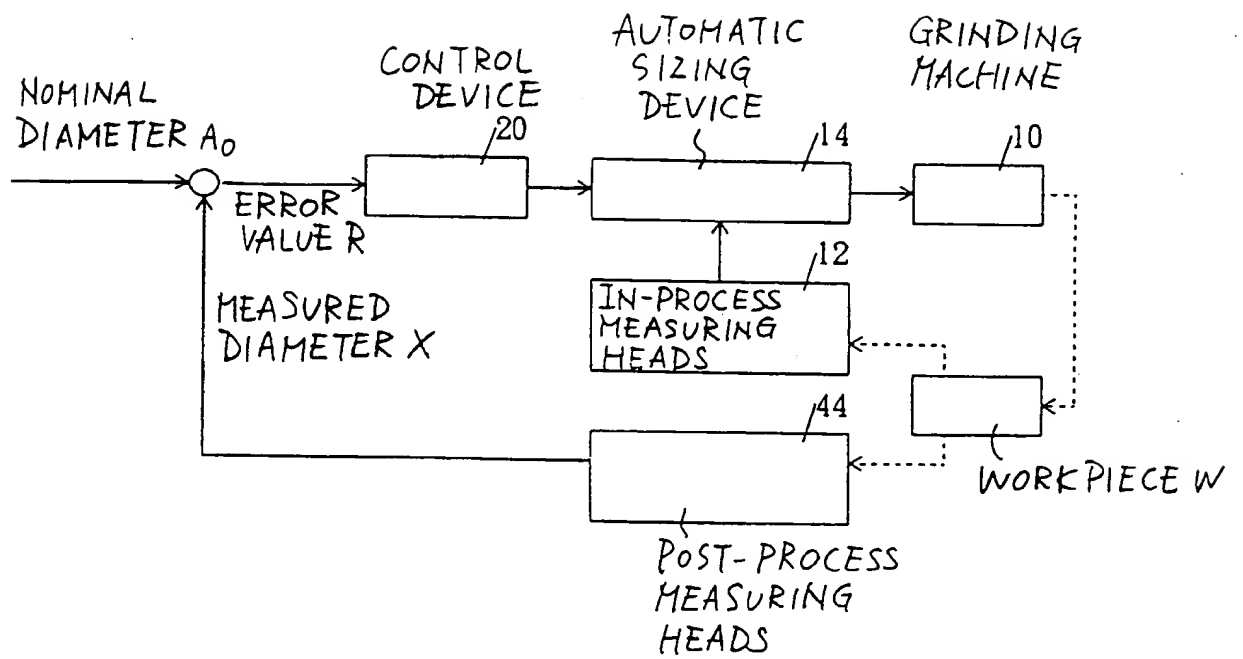 NOMINAL
DIAMETER A0
CONTROL
DEVICE
20
AUTOMATIC
SIZING
DEVICE
14
GRINDING
MACHINE
10
ERROR
VALUE R
MEASURED
DIAMETER X
12
IN-PROCESS
MEASURING
HEADS
44
WORKPIECE W
POST-PROCESS
MEASURING
HEADS